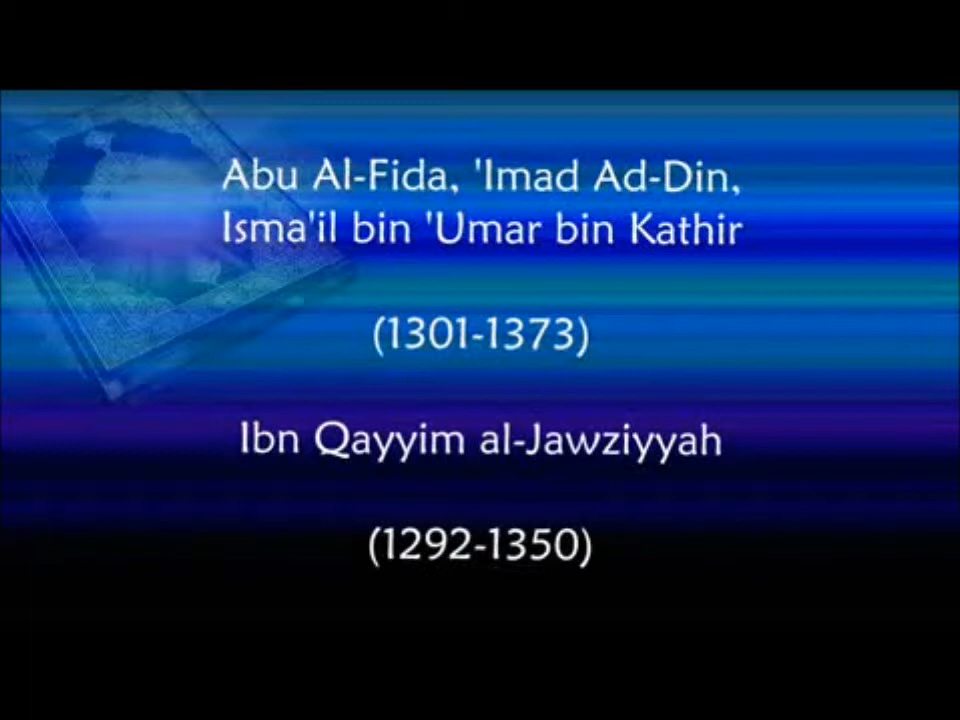 Abu Al-Fida, 'Imad Ad-Din,
Isma'il bin 'Umar bin Kathir
(1301-1373)
Ibn Qayyim al-Jawziyyah
(1292-1350)